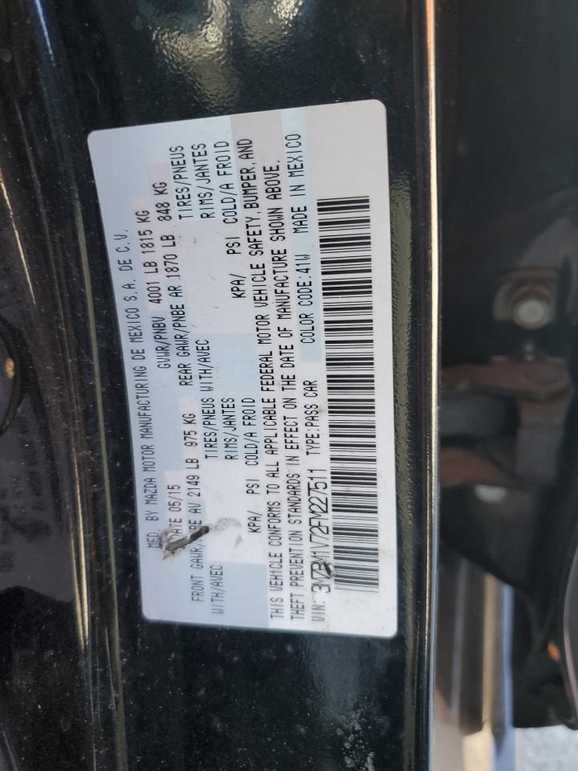 MFD BY MAZDA MOTOR MANUFACTURING DE MEXICO S.A. DE C.V.
DATE 05/15 GVWR/PNBV 4001 LB 1815 KG
FRONT GAWR/ AV 2149 LB 975 KG REAR GAWR/PNBE AR 1870 LB 848 KG
WITH/AVEC TIRES/PNEUS WITH/AVEC TIRES/PNEUS
RIMS/JANTES RIMS/JANTES
KPA/ PSI COLD/A FROID KPA/ PSI COLD/A FROID
THIS VEHICLE CONFORMS TO ALL APPLICABLE FEDERAL MOTOR VEHICLE SAFETY,BUMPER,AND
THEFT PREVENTION STANDARDS IN EFFECT ON THE DATE OF MANUFACTURE SHOWN ABOVE.
VIN: TYPE:PASS CAR COLOR CODE:41W MADE IN MEXICO